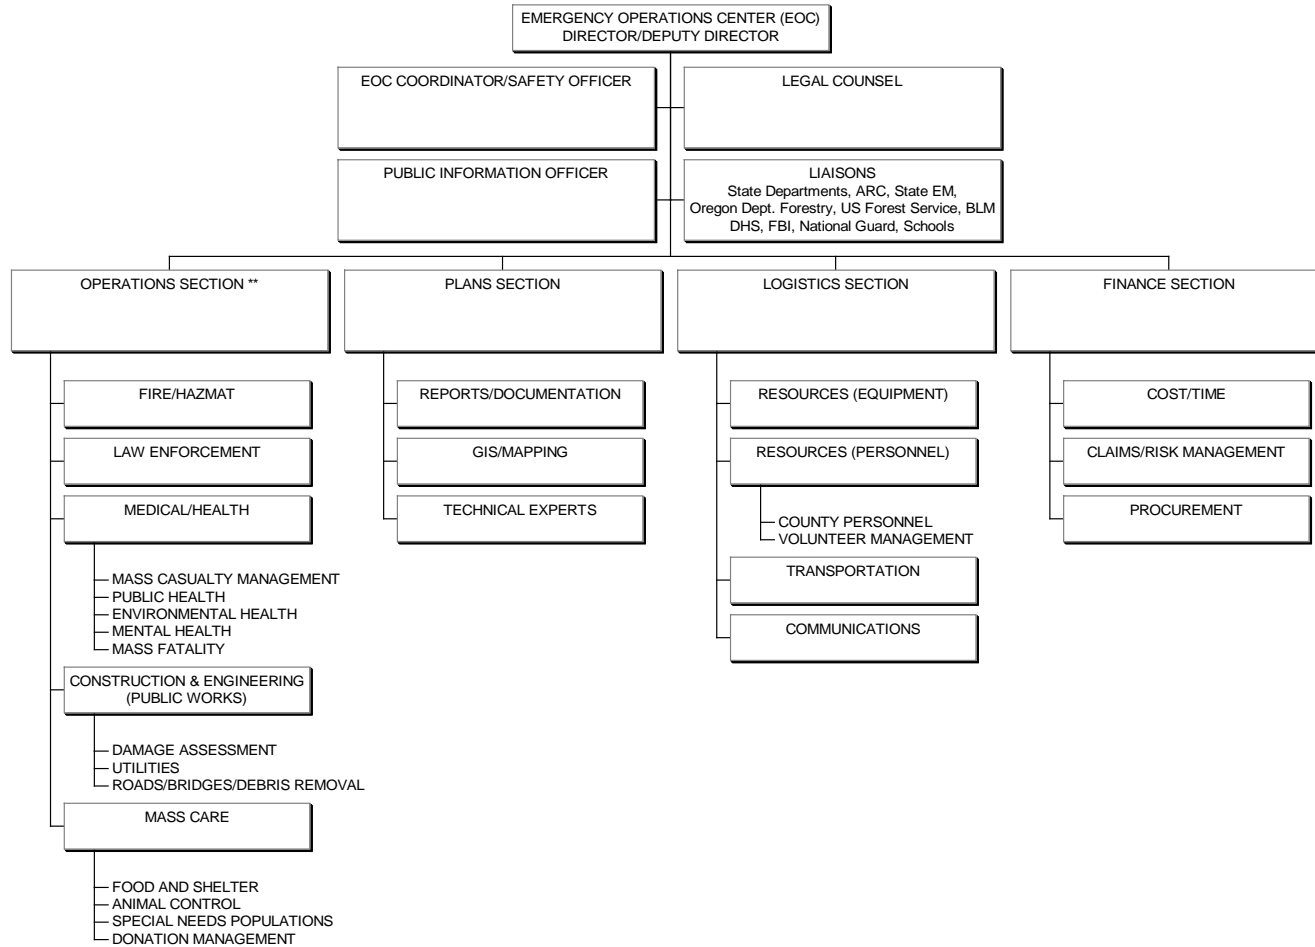 EMERGENCY OPERATIONS CENTER (EOC)
DIRECTOR/DEPUTY DIRECTOR
EOC COORDINATOR/SAFETY OFFICER
LEGAL COUNSEL
PUBLIC INFORMATION OFFICER
LIAISONS
State Departments, ARC, State EM,
Oregon Dept. Forestry, US Forest Service, BLM
DHS, FBI, National Guard, Schools
OPERATIONS SECTION **
FIRE/HAZMAT
LAW ENFORCEMENT
MEDICAL/HEALTH
MASS CASUALTY MANAGEMENT
PUBLIC HEALTH
ENVIRONMENTAL HEALTH
MENTAL HEALTH
MASS FATALITY
CONSTRUCTION & ENGINEERING
(PUBLIC WORKS)
DAMAGE ASSESSMENT
UTILITIES
ROADS/BRIDGES/DEBRIS REMOVAL
MASS CARE
FOOD AND SHELTER
ANIMAL CONTROL
SPECIAL NEEDS POPULATIONS
DONATION MANAGEMENT
PLANS SECTION
REPORTS/DOCUMENTATION
GIS/MAPPING
TECHNICAL EXPERTS
LOGISTICS SECTION
RESOURCES (EQUIPMENT)
RESOURCES (PERSONNEL)
COUNTY PERSONNEL
VOLUNTEER MANAGEMENT
TRANSPORTATION
COMMUNICATIONS
FINANCE SECTION
COST/TIME
CLAIMS/RISK MANAGEMENT
PROCUREMENT